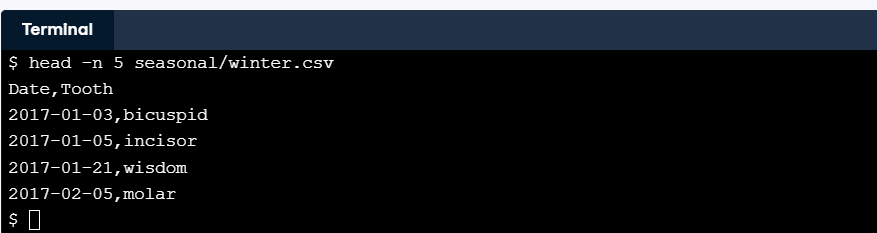 Terminal
$ head -n 5 seasonal/winter.csv
Date,Tooth
2017-01-03,bicuspid
2017-01-05,incisor
2017-01-21,wisdom
2017-02-05,molar
$